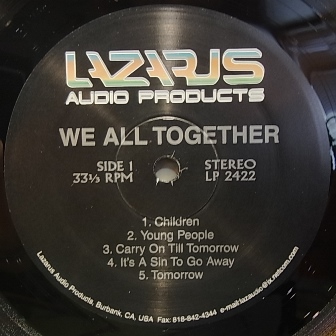 LAZARUS
AUDIO PRODUCTS
WE ALL TOGETHER
SIDE 1 STEREO
33⅓ RPM LP 2422
1. Children
2. Young People
3. Carry On Till Tomorrow
4. It's A Sin To Go Away
5. Tomorrow
Lazarus Audio Products, Burbank, CA. USA Fax: 818-842-4344 e-mail:lazaudio@ix.netcom.com